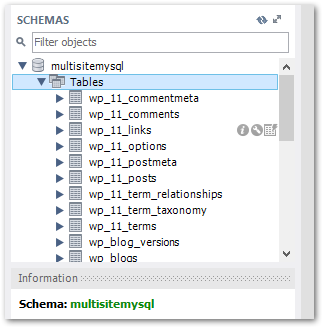 SCHEMAS
Filter objects
multisitemysql
Tables
wp_11_commentmeta
wp_11_comments
wp_11_links
wp_11_options
wp_11_postmeta
wp_11_posts
wp_11_term_relationships
wp_11_term_taxonomy
wp_11_terms
wp_blog_versions
wp_blogs
Information
Schema: multisitemysql